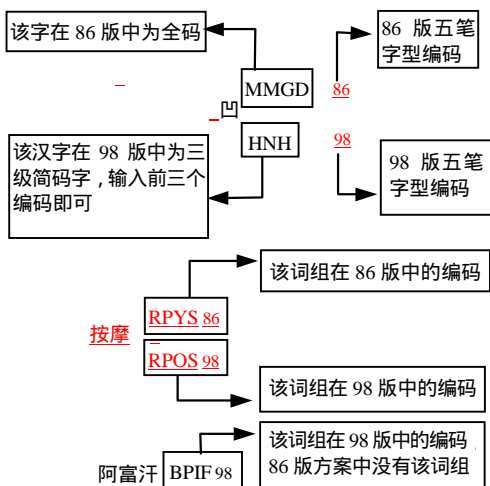 该字在 86 版中为全码
86 版五笔
字型编码
MMGD
86
凹
HNH
98
该汉字在 98 版中为三
级简码字，输入前三个
编码即可
98 版五笔
字型编码
该词组在 86 版中的编码
RPYS 86
按摩
RPOS 98
该词组在 98 版中的编码
该词组在 98 版中的编码，
86 版方案中没有该词组
阿富汗 BPIF 98